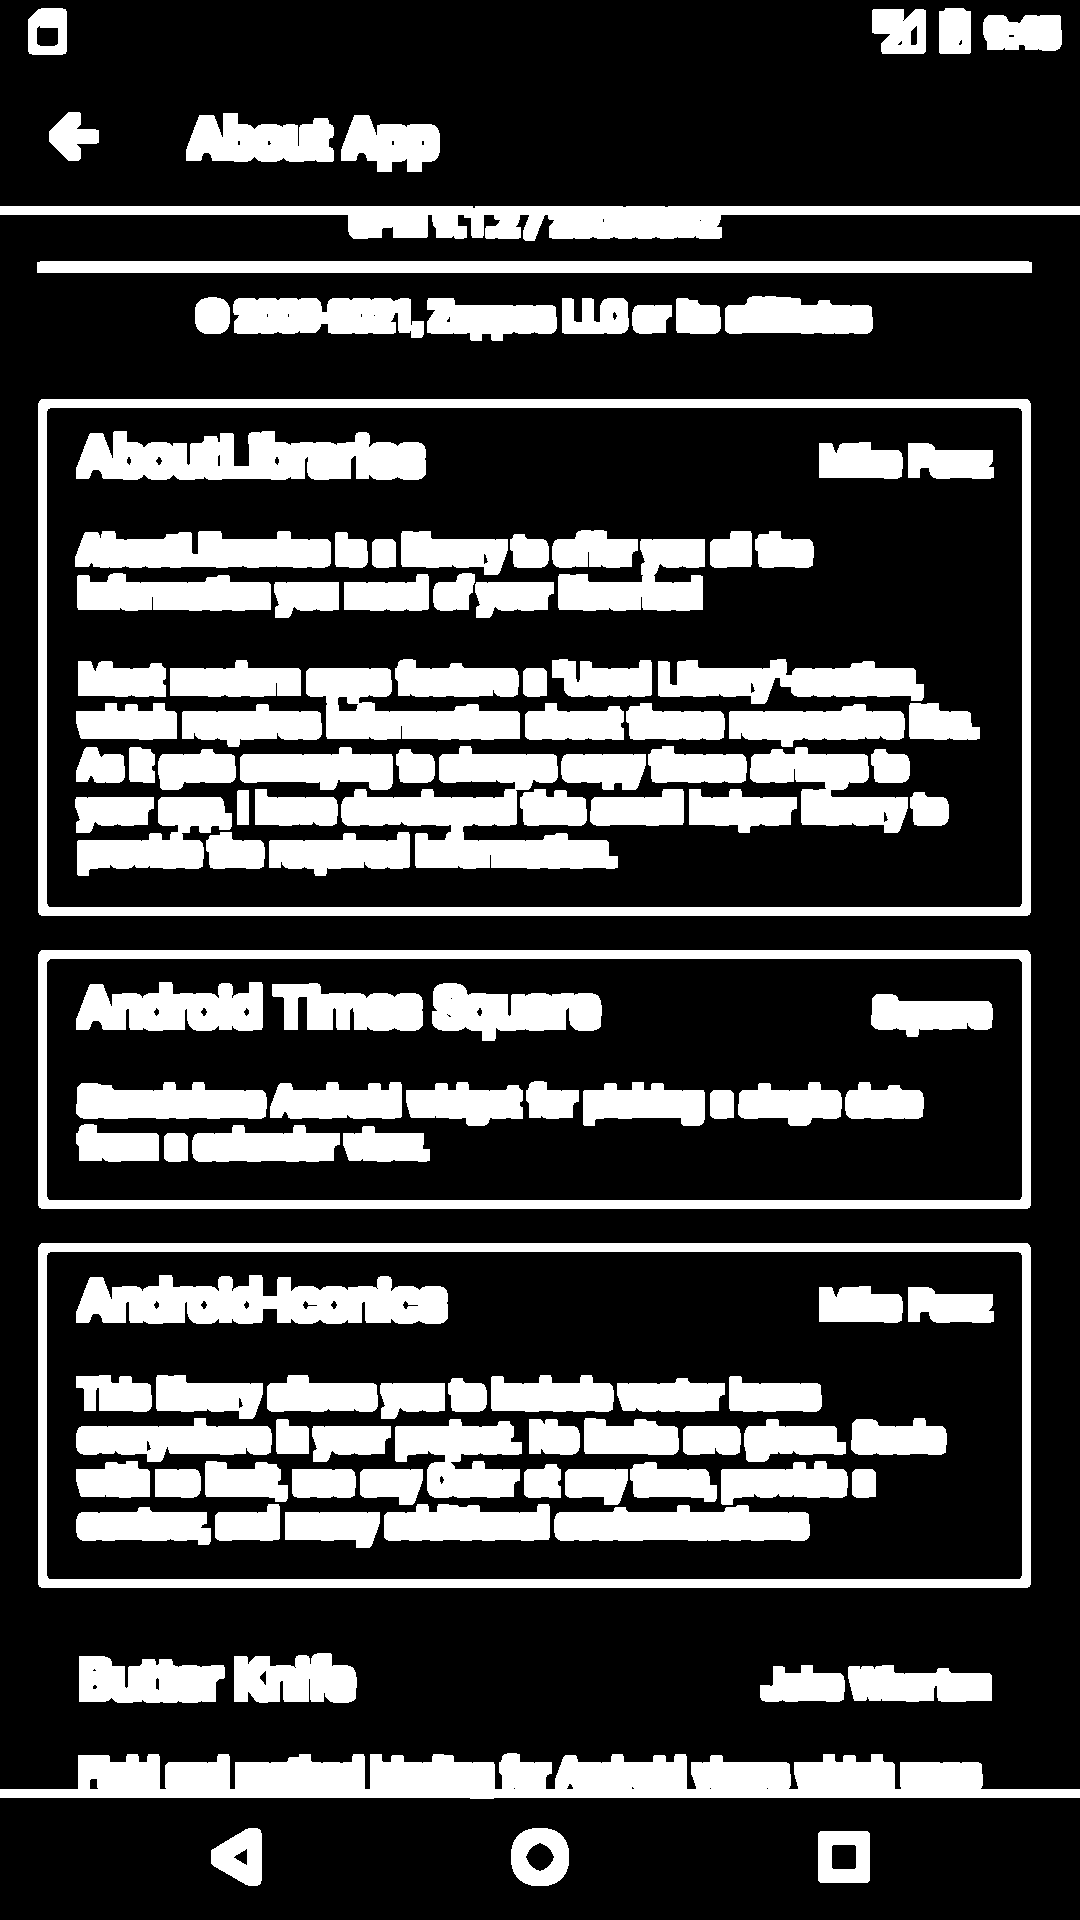 9:45
About App
© 2009-2021, Zappos LLC or its affiliates
AboutLibraries
Mike Penz
AboutLibraries is a library to offer you all the
information you need of your libraries!
Most modern apps feature a "Used Library"-section,
which requires information about those respective libs.
As it gets annoying to always copy those strings to
your app, I have developed this small helper library to
provide the required information.
Android Times Square
Square
Standalone Android widget for picking a single date
from a calendar view.
Android-Iconics
Mike Penz
This library allows you to include vector icons
everywhere in your project. No limits are given. Scale
with no limit, use any Color at any time, provide a
contour, and many additional customizations
Butter Knife
Jake Wharton
Field and method binding for Android views which uses